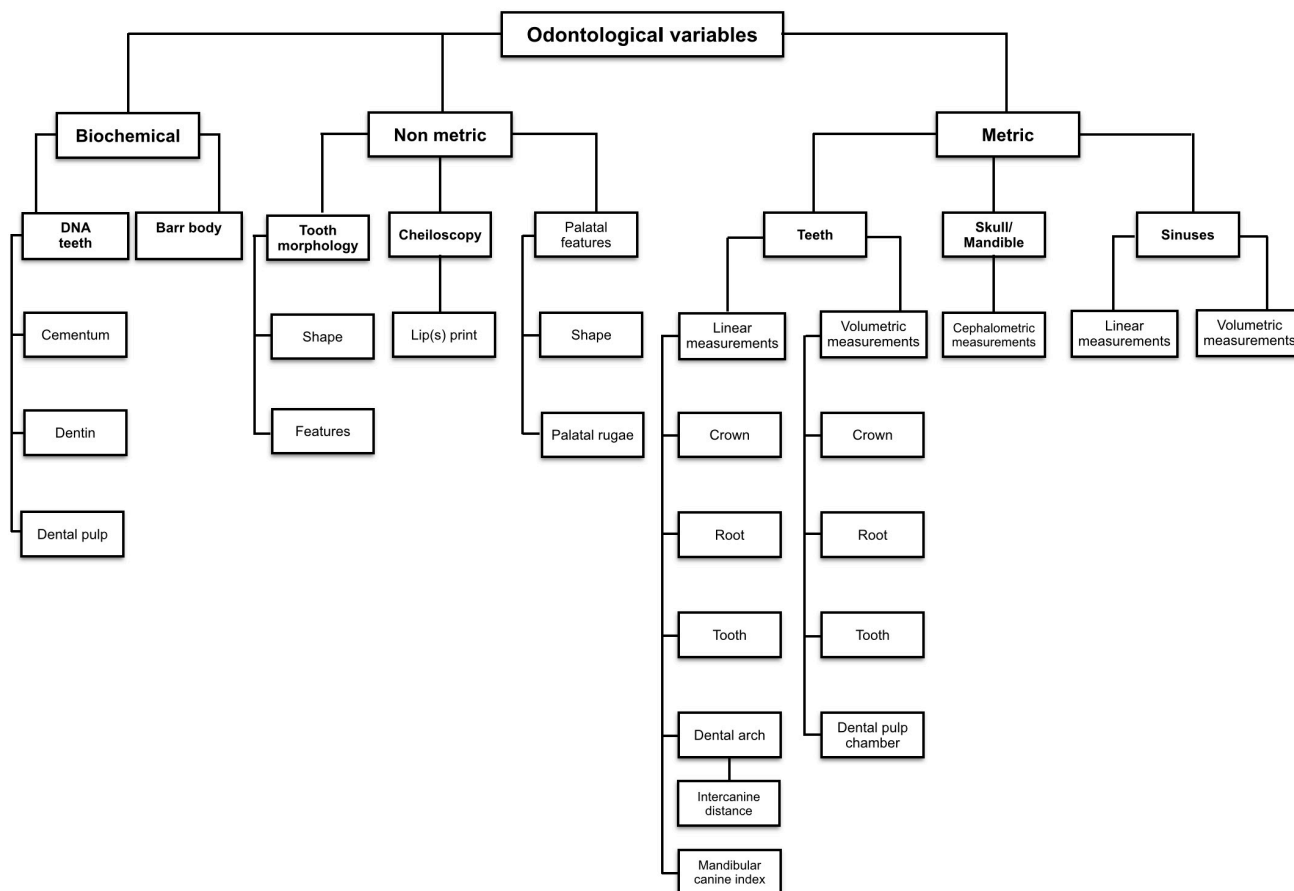 Odontological variables
Biochemical
Non metric
Metric
DNA
teeth
Barr body
Tooth
morphology
Cheiloscopy
Palatal
features
Teeth
Skull/
Mandible
Sinuses
Cementum
Shape
Lip(s) print
Shape
Linear
measurements
Volumetric
measurements
Cephalometric
measurements
Linear
measurements
Volumetric
measurements
Dentin
Features
Palatal rugae
Crown
Crown
Dental pulp
Root
Root
Tooth
Tooth
Dental arch
Dental pulp
chamber
Intercanine
distance
Mandibular
canine index